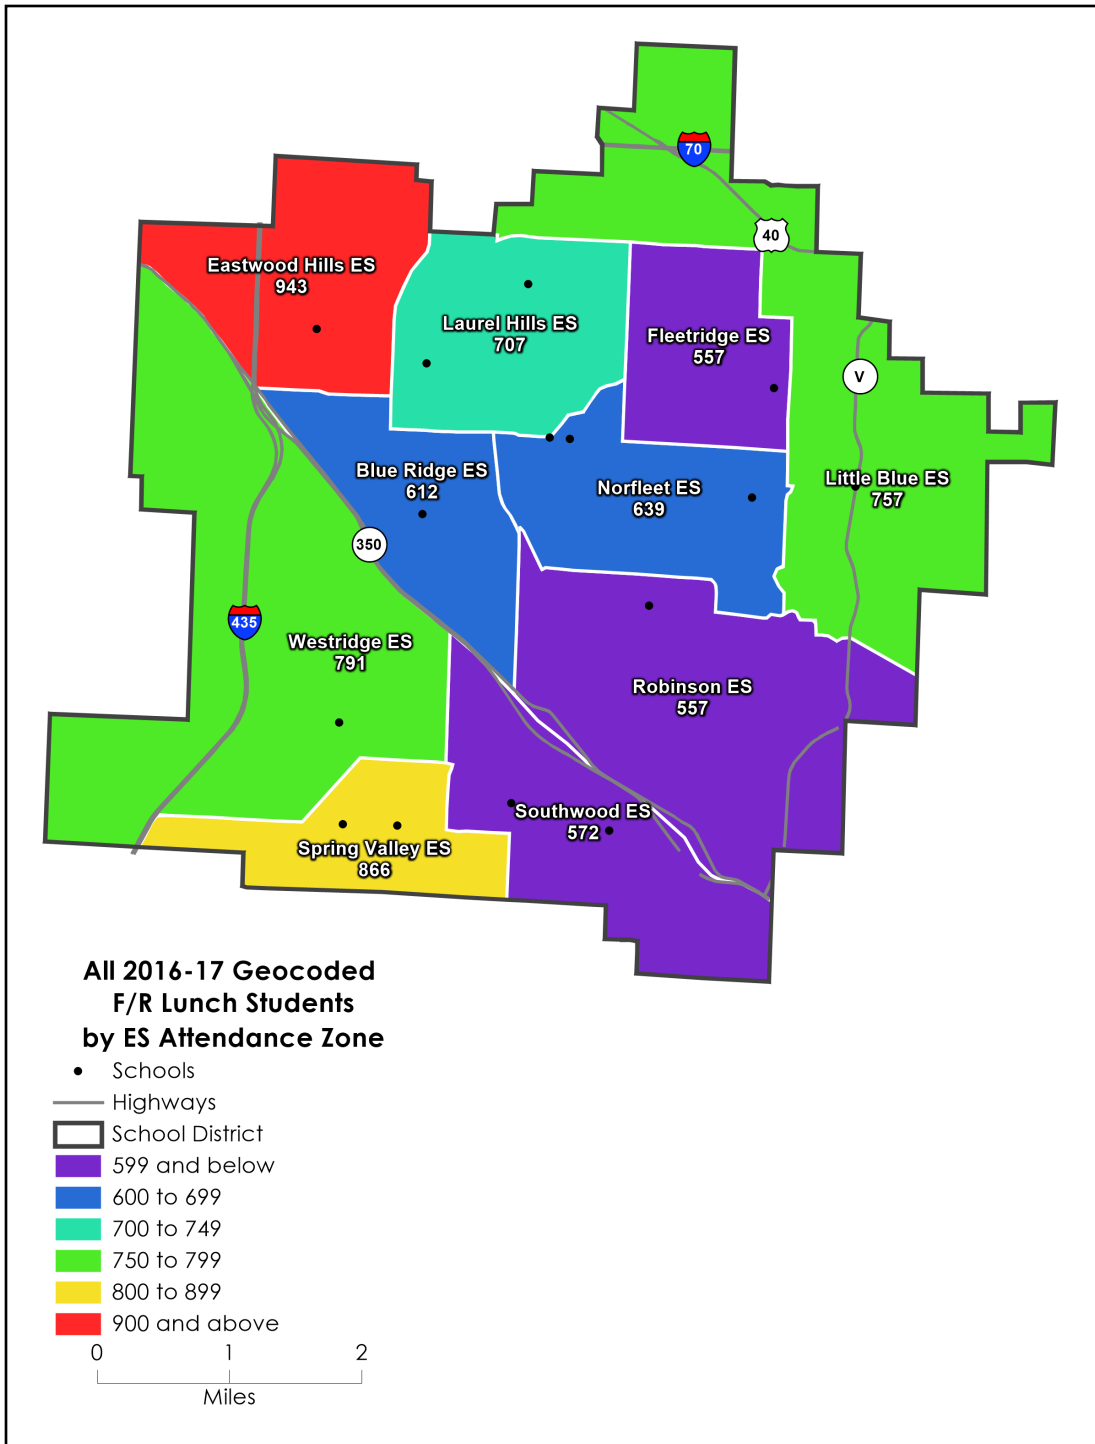 70
40
Eastwood Hills ES
943
Laurel Hills ES
707
Fleetridge ES
557
V
Blue Ridge ES
612
Norfleet ES
639
Little Blue ES
757
350
435
Westridge ES
791
Robinson ES
557
Southwood ES
572
Spring Valley ES
866
All 2016-17 Geocoded
F/R Lunch Students
by ES Attendance Zone
Schools
Highways
School District
599 and below
600 to 699
700 to 749
750 to 799
800 to 899
900 and above
0 1 2
Miles